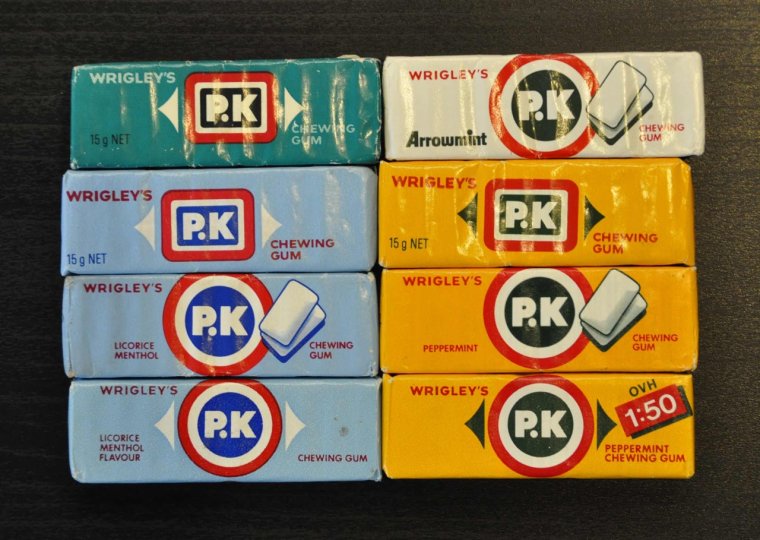 WRIGLEY'S
P.K
15 g NET
CHEWING
GUM
WRIGLEY'S
P.K
Arrowmint
CHEWING
GUM
WRIGLEY'S
P.K
15 g NET
CHEWING
GUM
WRIGLEY'S
P.K
15 g NET
CHEWING
GUM
WRIGLEY'S
P.K
LICORICE
MENTHOL
CHEWING
GUM
WRIGLEY'S
P.K
PEPPERMINT
CHEWING
GUM
WRIGLEY'S
P.K
LICORICE
MENTHOL
FLAVOUR
CHEWING GUM
WRIGLEY'S
P.K
OVH
1:50
PEPPERMINT
CHEWING GUM